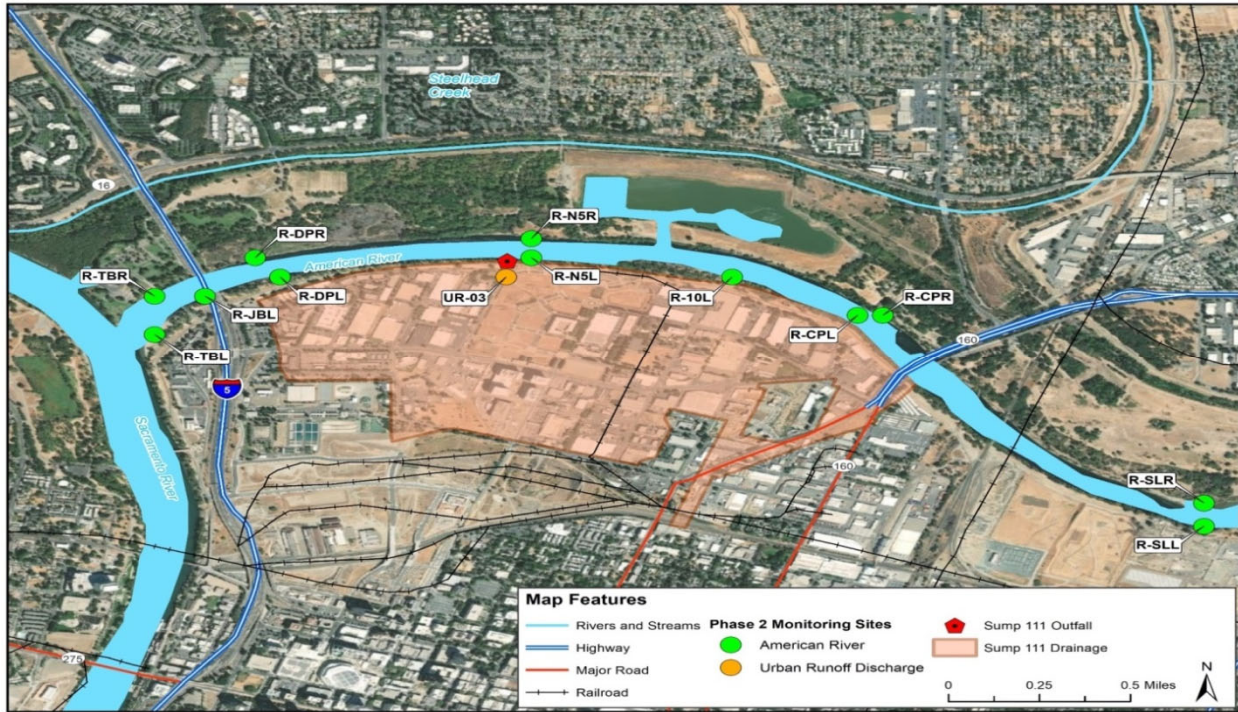 Steelhead
Creek
16
R-N5R
R-DPR
American River
R-TBR
R-DPL
UR-03
R-N5L
R-10L
R-CPR
R-JBL
R-CPL
R-TBL
160
5
Sacramento River
160
R-SLR
R-SLL
275
Map Features
Rivers and Streams
Highway
Major Road
Railroad
Phase 2 Monitoring Sites
American River
Urban Runoff Discharge
Sump 111 Outfall
Sump 111 Drainage
0 0.25 0.5 Miles
N